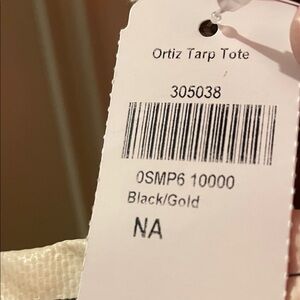 Ortiz Tarp Tote
305038
0SMP6 10000
Black/Gold
NA